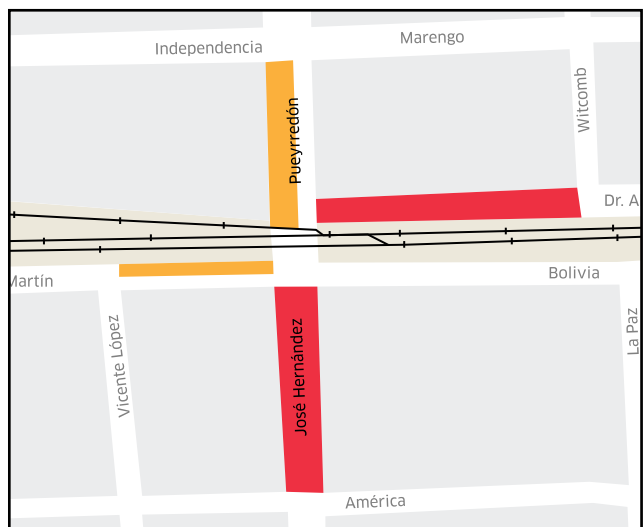 Independencia
Marengo
Pueyrredón
Witcomb
Dr. A
Martín
Bolivia
Vicente López
José Hernández
La Paz
América